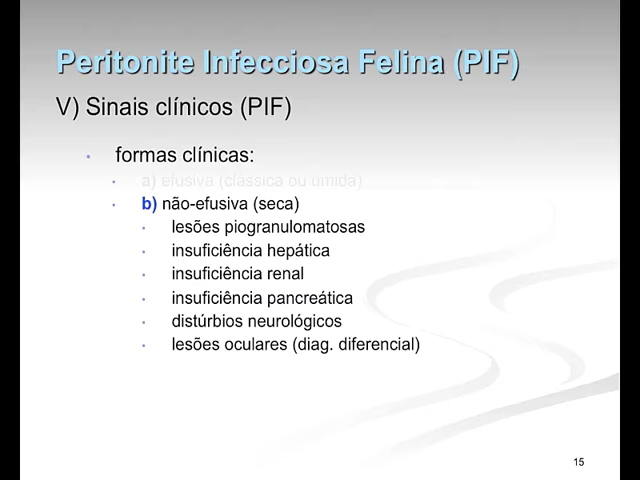 Peritonite Infecciosa Felina (PIF)
V) Sinais clínicos (PIF)
formas clínicas:
a) efusiva (clássica ou úmida)
b) não-efusiva (seca)
lesões piogranulomatosas
insuficiência hepática
insuficiência renal
insuficiência pancreática
distúrbios neurológicos
lesões oculares (diag. diferencial)
15